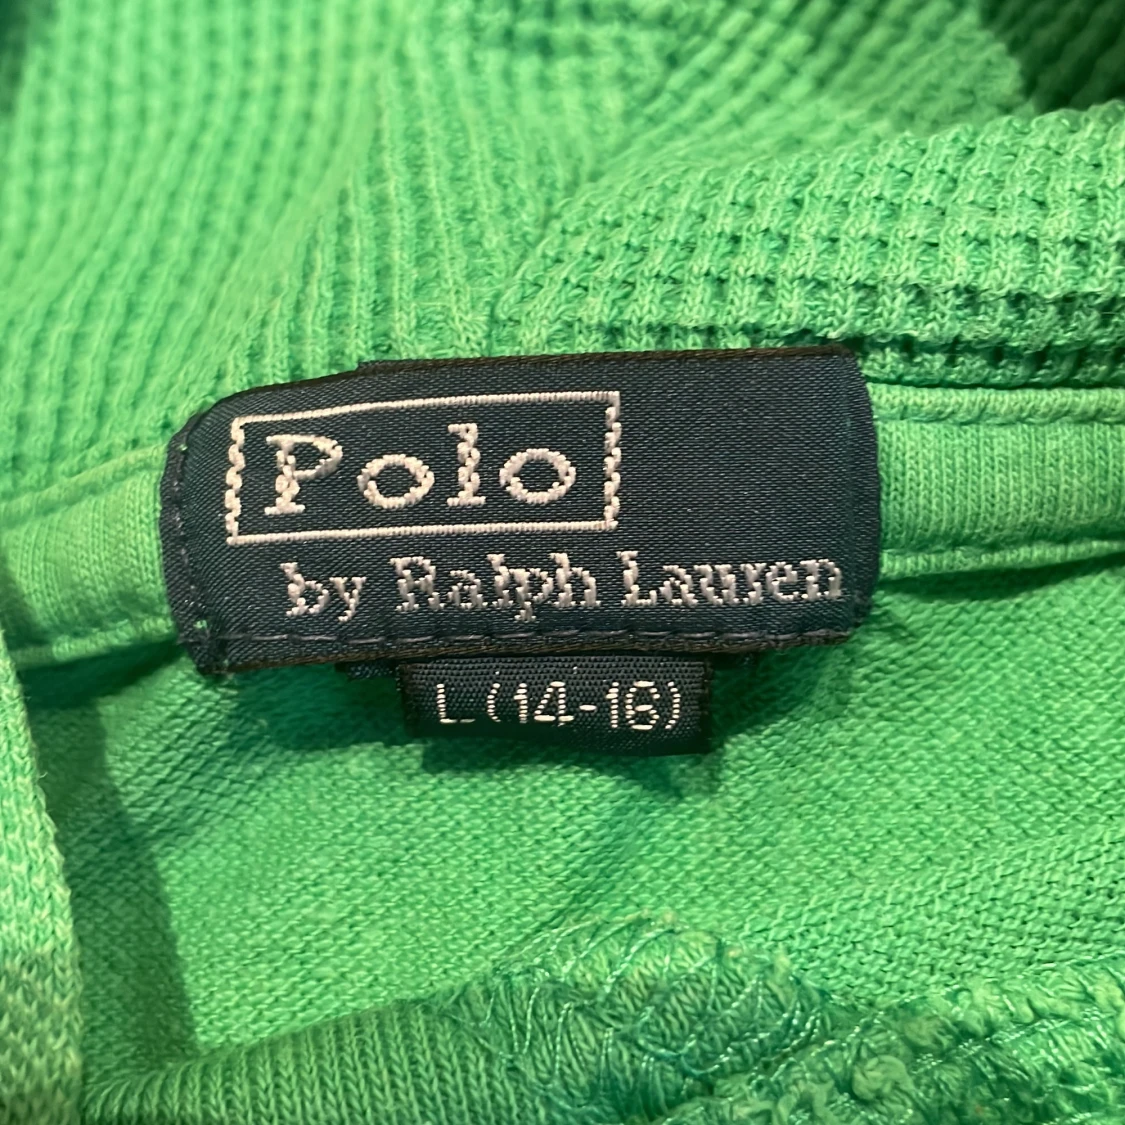 Polo
by Ralph Lauren
L (14-16)